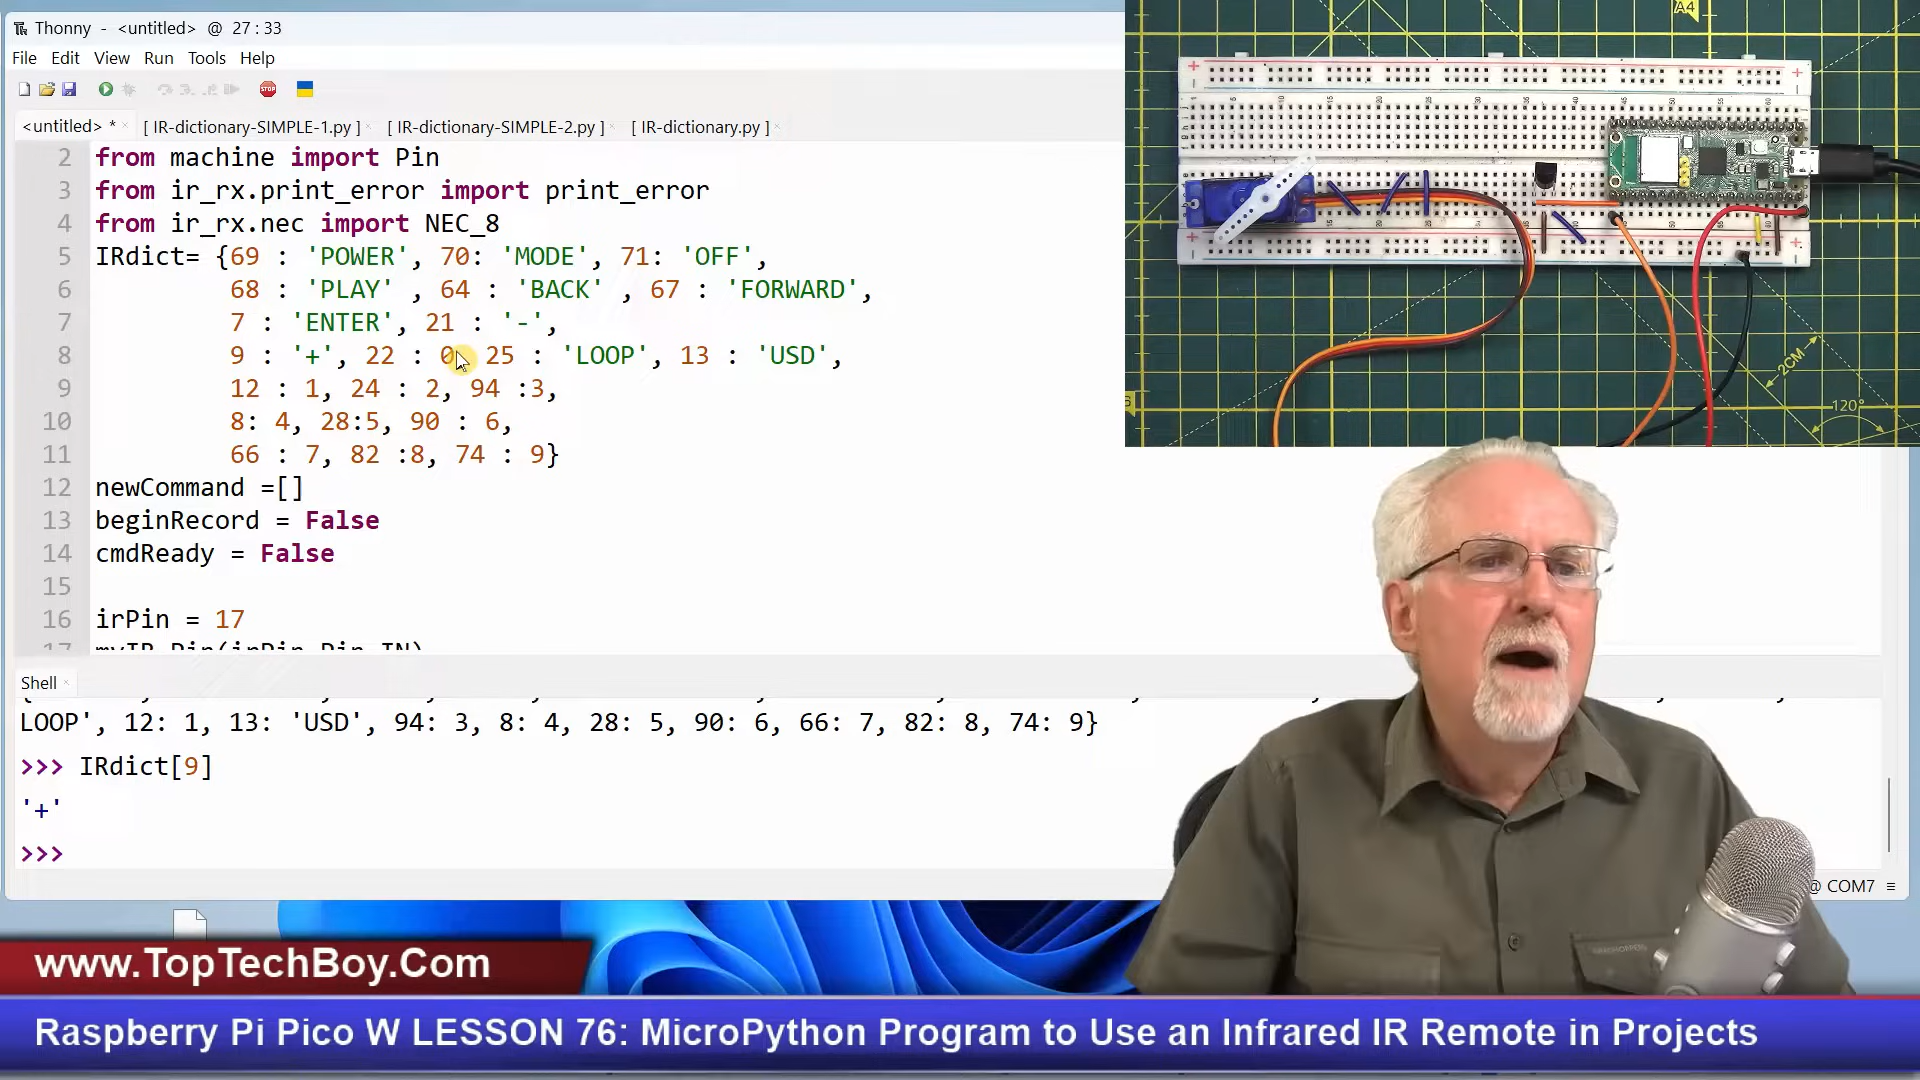 Thonny - <untitled> @ 27 : 33
File Edit View Run Tools Help
STOP
<untitled> * [ IR-dictionary-SIMPLE-1.py ] [ IR-dictionary-SIMPLE-2.py ] [ IR-dictionary.py ]
2 from machine import Pin
3 from ir_rx.print_error import print_error
4 from ir_rx.nec import NEC_8
5 IRdict= {69 : 'POWER', 70: 'MODE', 71: 'OFF',
6 68 : 'PLAY' , 64 : 'BACK' , 67 : 'FORWARD',
7 7 : 'ENTER', 21 : '-',
8 9 : '+', 22 : 0, 25 : 'LOOP', 13 : 'USD',
9 12 : 1, 24 : 2, 94 :3,
10 8: 4, 28:5, 90 : 6,
11 66 : 7, 82 :8, 74 : 9}
12 newCommand =[]
13 beginRecord = False
14 cmdReady = False
15
16 irPin = 17
Shell
LOOP', 12: 1, 13: 'USD', 94: 3, 8: 4, 28: 5, 90: 6, 66: 7, 82: 8, 74: 9}
>>> IRdict[9]
'+'
>>>
@ COM7 ≡
A4
2CM
120°
www.TopTechBoy.Com
Raspberry Pi Pico W LESSON 76: MicroPython Program to Use an Infrared IR Remote in Projects